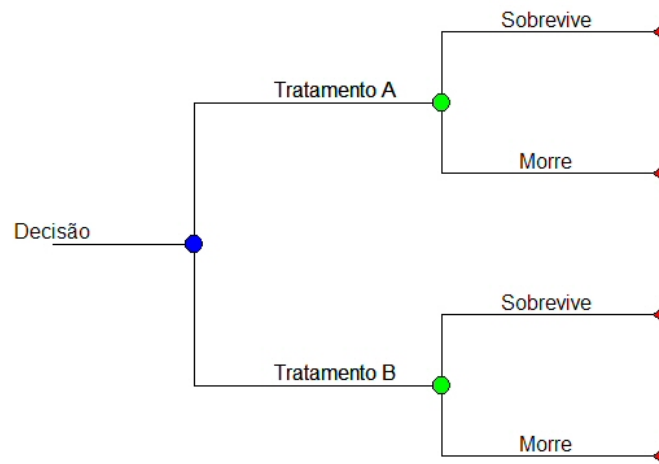 Sobrevive
Tratamento A
Morre
Decisão
Sobrevive
Tratamento B
Morre